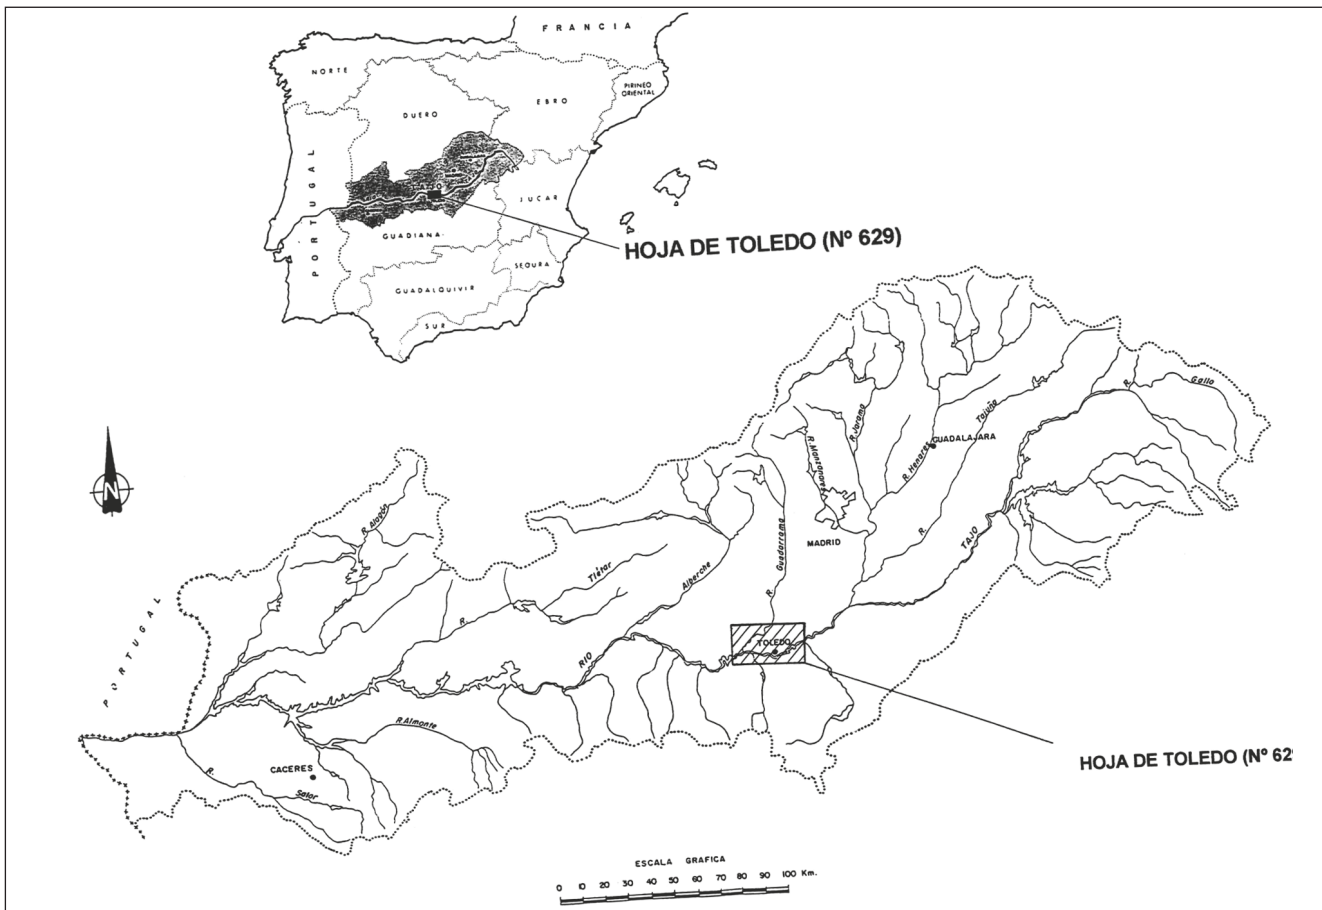 FRANCIA
NORTE
PIRINEO
ORIENTAL
EBRO
DUERO
PORTUGAL
JUCAR
GUADIANA
HOJA DE TOLEDO (Nº 629)
SEGURA
GUADALQUIVIR
SUR
R. Gallo
R. Jarama
R. Tajuña
R. Manzanares
R. Henares
GUADALAJARA
N
R. Alagón
MADRID
TAJO
R. Guadarrama
Tiétar
R.
Alberche
PORTUGAL
RIO
TOLEDO
R. Almonte
CACERES
R. Salor
HOJA DE TOLEDO (Nº 62
ESCALA GRAFICA
0 10 20 30 40 50 60 70 80 90 100 Km.